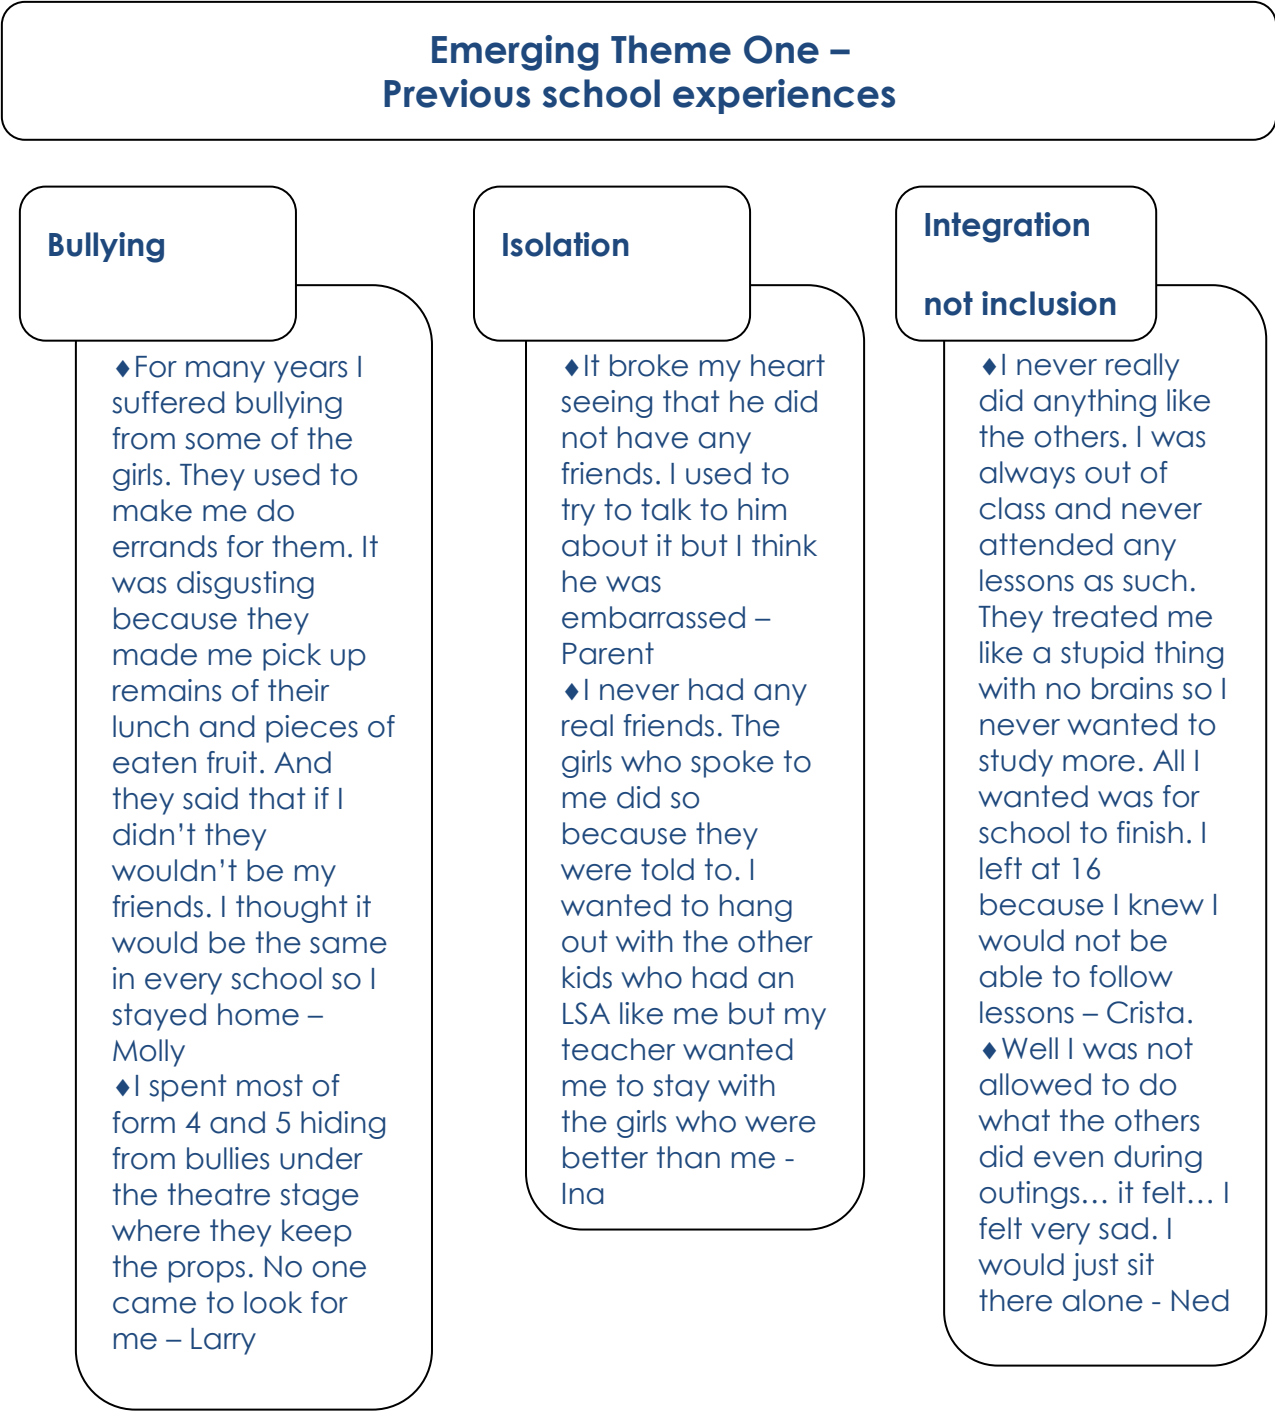 Emerging Theme One –
Previous school experiences
Bullying
♦For many years I
suffered bullying
from some of the
girls. They used to
make me do
errands for them. It
was disgusting
because they
made me pick up
remains of their
lunch and pieces of
eaten fruit. And
they said that if I
didn’t they
wouldn’t be my
friends. I thought it
would be the same
in every school so I
stayed home –
Molly
♦I spent most of
form 4 and 5 hiding
from bullies under
the theatre stage
where they keep
the props. No one
came to look for
me – Larry
Isolation
♦It broke my heart
seeing that he did
not have any
friends. I used to
try to talk to him
about it but I think
he was
embarrassed –
Parent
♦I never had any
real friends. The
girls who spoke to
me did so
because they
were told to. I
wanted to hang
out with the other
kids who had an
LSA like me but my
teacher wanted
me to stay with
the girls who were
better than me -
Ina
Integration
not inclusion
♦I never really
did anything like
the others. I was
always out of
class and never
attended any
lessons as such.
They treated me
like a stupid thing
with no brains so I
never wanted to
study more. All I
wanted was for
school to finish. I
left at 16
because I knew I
would not be
able to follow
lessons – Crista.
♦Well I was not
allowed to do
what the others
did even during
outings… it felt… I
felt very sad. I
would just sit
there alone - Ned